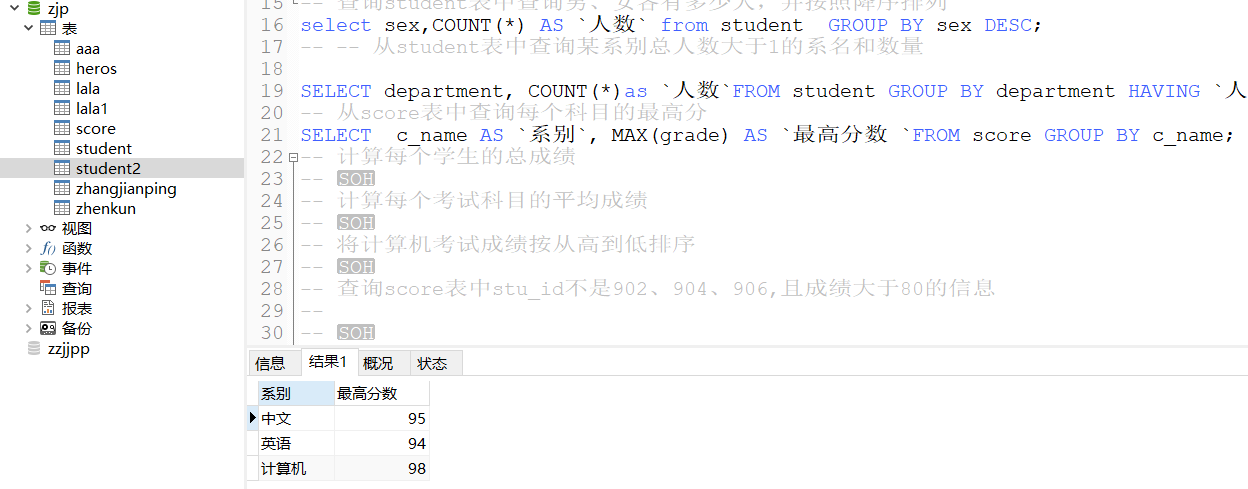 zjp
表
aaa
heros
lala
lala1
score
student
student2
zhangjianping
zhenkun
视图
函数
事件
查询
报表
备份
zzjjpp
15 -- 查询student表中查询男、女各有多少人，并按照降序排列
16 select sex,COUNT(*) AS `人数` from student  GROUP BY sex DESC;
17 -- -- 从student表中查询某系别总人数大于1的系名和数量
18
19 SELECT department, COUNT(*)as `人数`FROM student GROUP BY department HAVING `人
20 -- 从score表中查询每个科目的最高分
21 SELECT  c_name AS `系别`, MAX(grade) AS `最高分数 `FROM score GROUP BY c_name;
22 -- 计算每个学生的总成绩
23 -- SOH
24 -- 计算每个考试科目的平均成绩
25 -- SOH
26 -- 将计算机考试成绩按从高到低排序
27 -- SOH
28 -- 查询score表中stu_id不是902、904、906,且成绩大于80的信息
29 --
30 -- SOH
信息 结果1 概况 状态
系别 最高分数
中文 95
英语 94
计算机 98